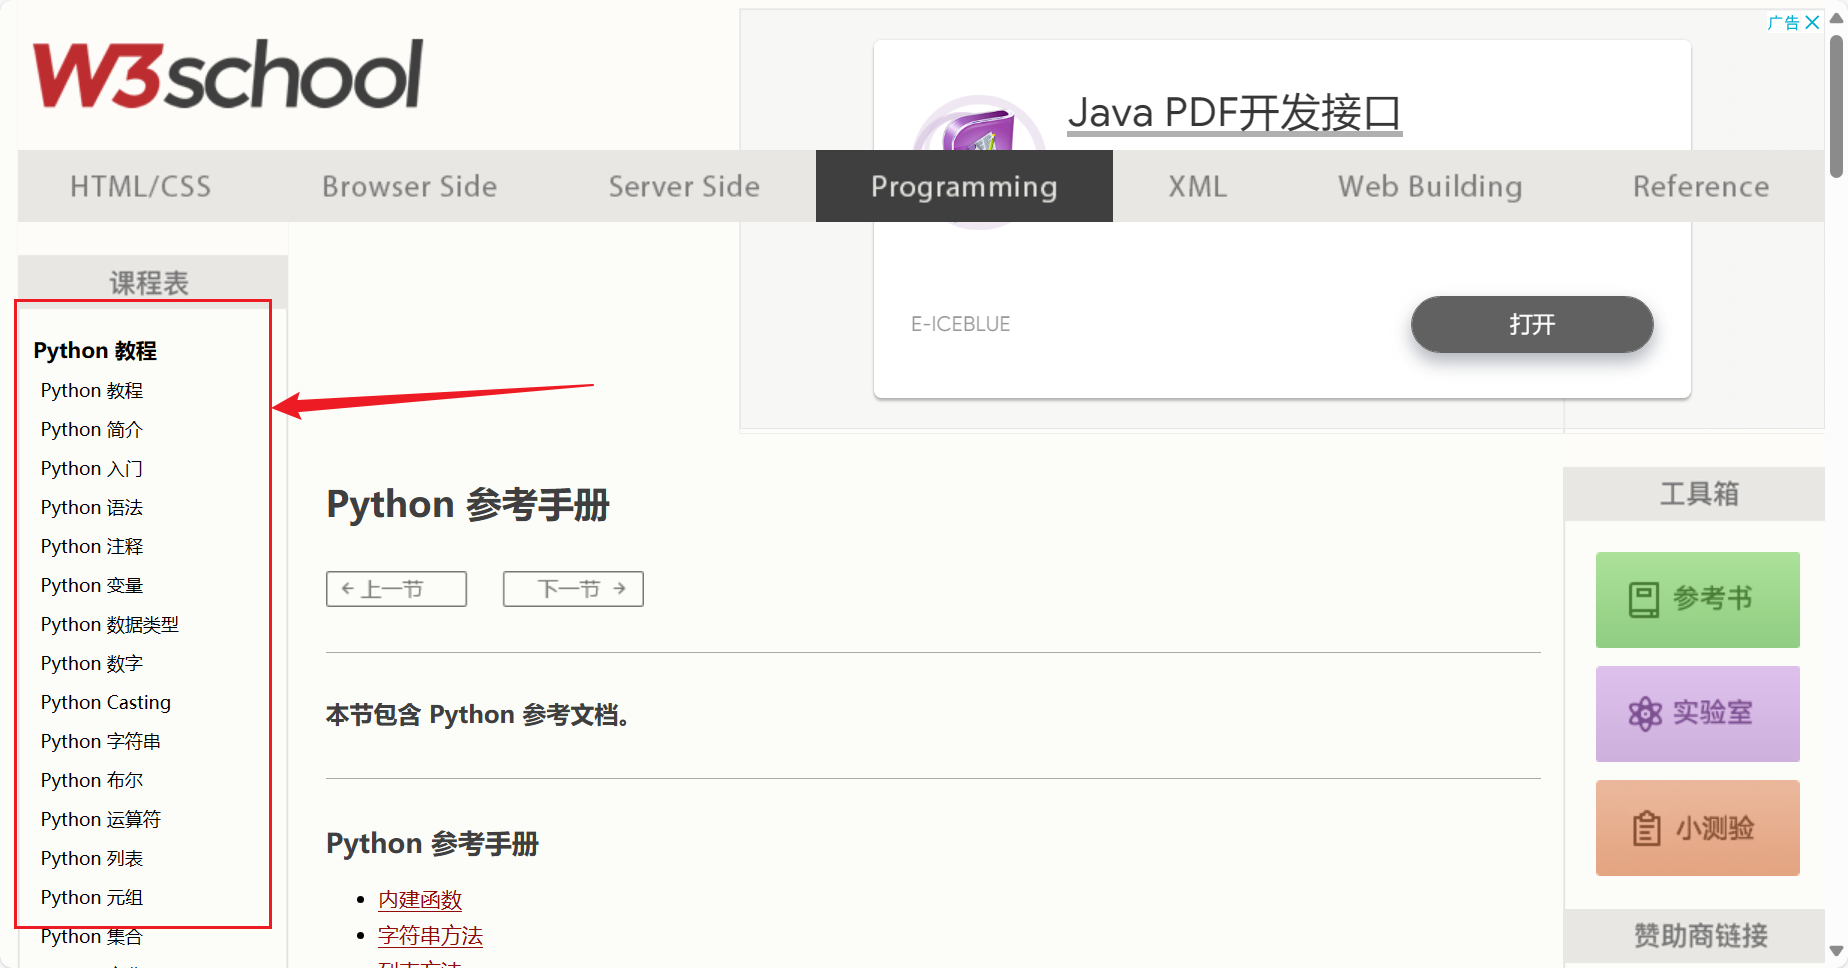 W3school
广告
Java PDF开发接口
HTML/CSS
Browser Side
Server Side
Programming
XML
Web Building
Reference
E-ICEBLUE
打开
课程表
Python 教程
Python 教程
Python 简介
Python 入门
Python 语法
Python 注释
Python 变量
Python 数据类型
Python 数字
Python Casting
Python 字符串
Python 布尔
Python 运算符
Python 列表
Python 元组
Python 集合
Python 参考手册
上一节
下一节
本节包含 Python 参考文档。
Python 参考手册
内建函数
字符串方法
列表方法
工具箱
参考书
实验室
小测验
赞助商链接